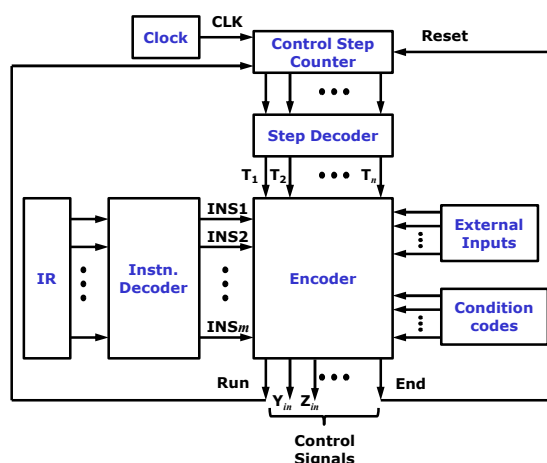 CLK
Clock
Control Step
Counter
Reset
Step Decoder
T1 T2 Tn
INS1
INS2
INSm
IR
Instn.
Decoder
Encoder
External
Inputs
Condition
codes
Run
Yin Zin
End
Control
Signals